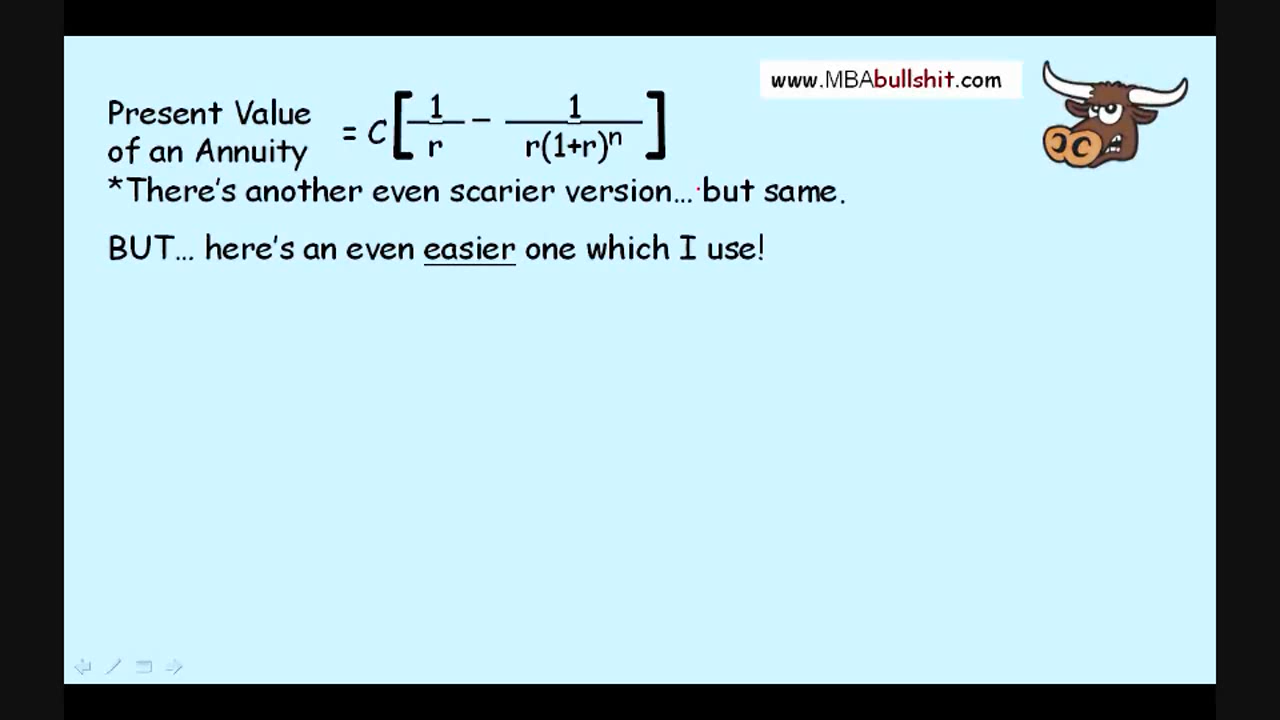 www.MBAbullshit.com
Present Value
of an Annuity
= C[1/r − 1/r(1+r)ⁿ]
*There's another even scarier version... but same.
BUT... here's an even easier one which I use!